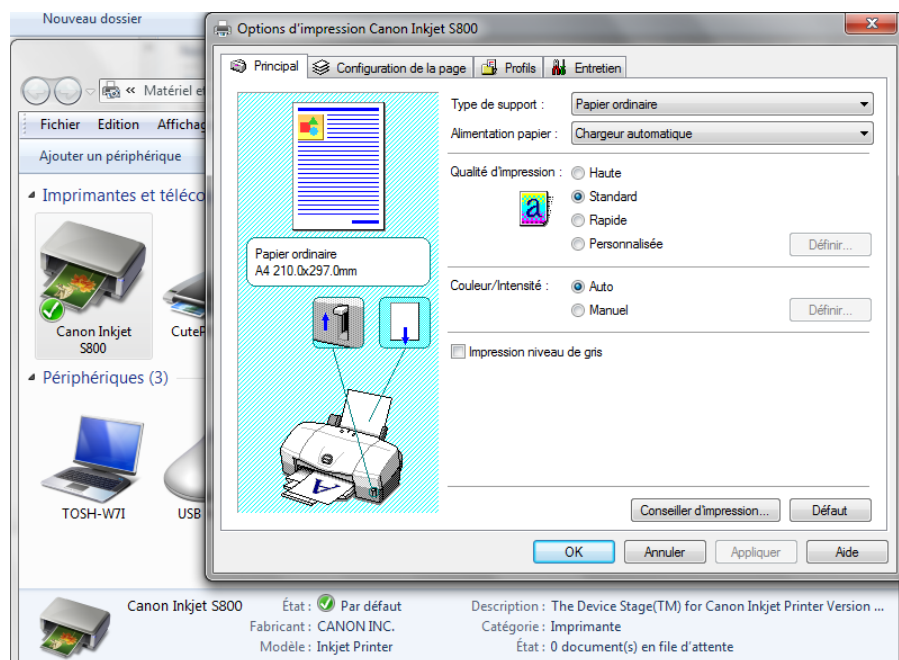 Nouveau dossier
Options d'impression Canon Inkjet S800
Matériel et
Fichier Edition Affichag
Ajouter un périphérique
Imprimantes et téléco
Canon Inkjet
S800
CuteP
Périphériques (3)
TOSH-W7I
USB
Principal
Configuration de la page
Profils
Entretien
Papier ordinaire
A4 210.0x297.0mm
Type de support : Papier ordinaire
Alimentation papier : Chargeur automatique
Qualité d'impression : Haute
a
Standard
Rapide
Personnalisée Définir...
Couleur/Intensité : Auto
Manuel Définir...
Impression niveau de gris
A
Conseiller d'impression... Défaut
OK Annuler Appliquer Aide
Canon Inkjet S800 État : Par défaut Description : The Device Stage(TM) for Canon Inkjet Printer Version ...
Fabricant : CANON INC. Catégorie : Imprimante
Modèle : Inkjet Printer État : 0 document(s) en file d'attente